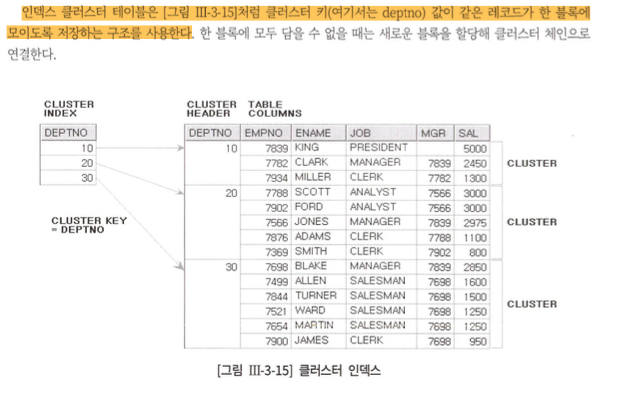 인덱스 클러스터 테이블은 [그림 III-3-15]처럼 클러스터 키(여기서는 deptno) 값이 같은 레코드가 한 블록에
모이도록 저장하는 구조를 사용한다. 한 블록에 모두 담을 수 없을 때는 새로운 블록을 할당해 클러스터 체인으로
연결한다.
CLUSTER INDEX
CLUSTER HEADER
TABLE COLUMNS
DEPTNO
10
20
30
CLUSTER KEY
= DEPTNO
DEPTNO EMPNO ENAME JOB MGR SAL
10 7839 KING PRESIDENT 5000
7782 CLARK MANAGER 7839 2450
7934 MILLER CLERK 7782 1300
CLUSTER
20 7788 SCOTT ANALYST 7566 3000
7902 FORD ANALYST 7566 3000
7566 JONES MANAGER 7839 2975
7876 ADAMS CLERK 7788 1100
7369 SMITH CLERK 7902 800
CLUSTER
30 7698 BLAKE MANAGER 7839 2850
7499 ALLEN SALESMAN 7698 1600
7844 TURNER SALESMAN 7698 1500
7521 WARD SALESMAN 7698 1250
7654 MARTIN SALESMAN 7698 1250
7900 JAMES CLERK 7698 950
CLUSTER
[그림 III-3-15] 클러스터 인덱스